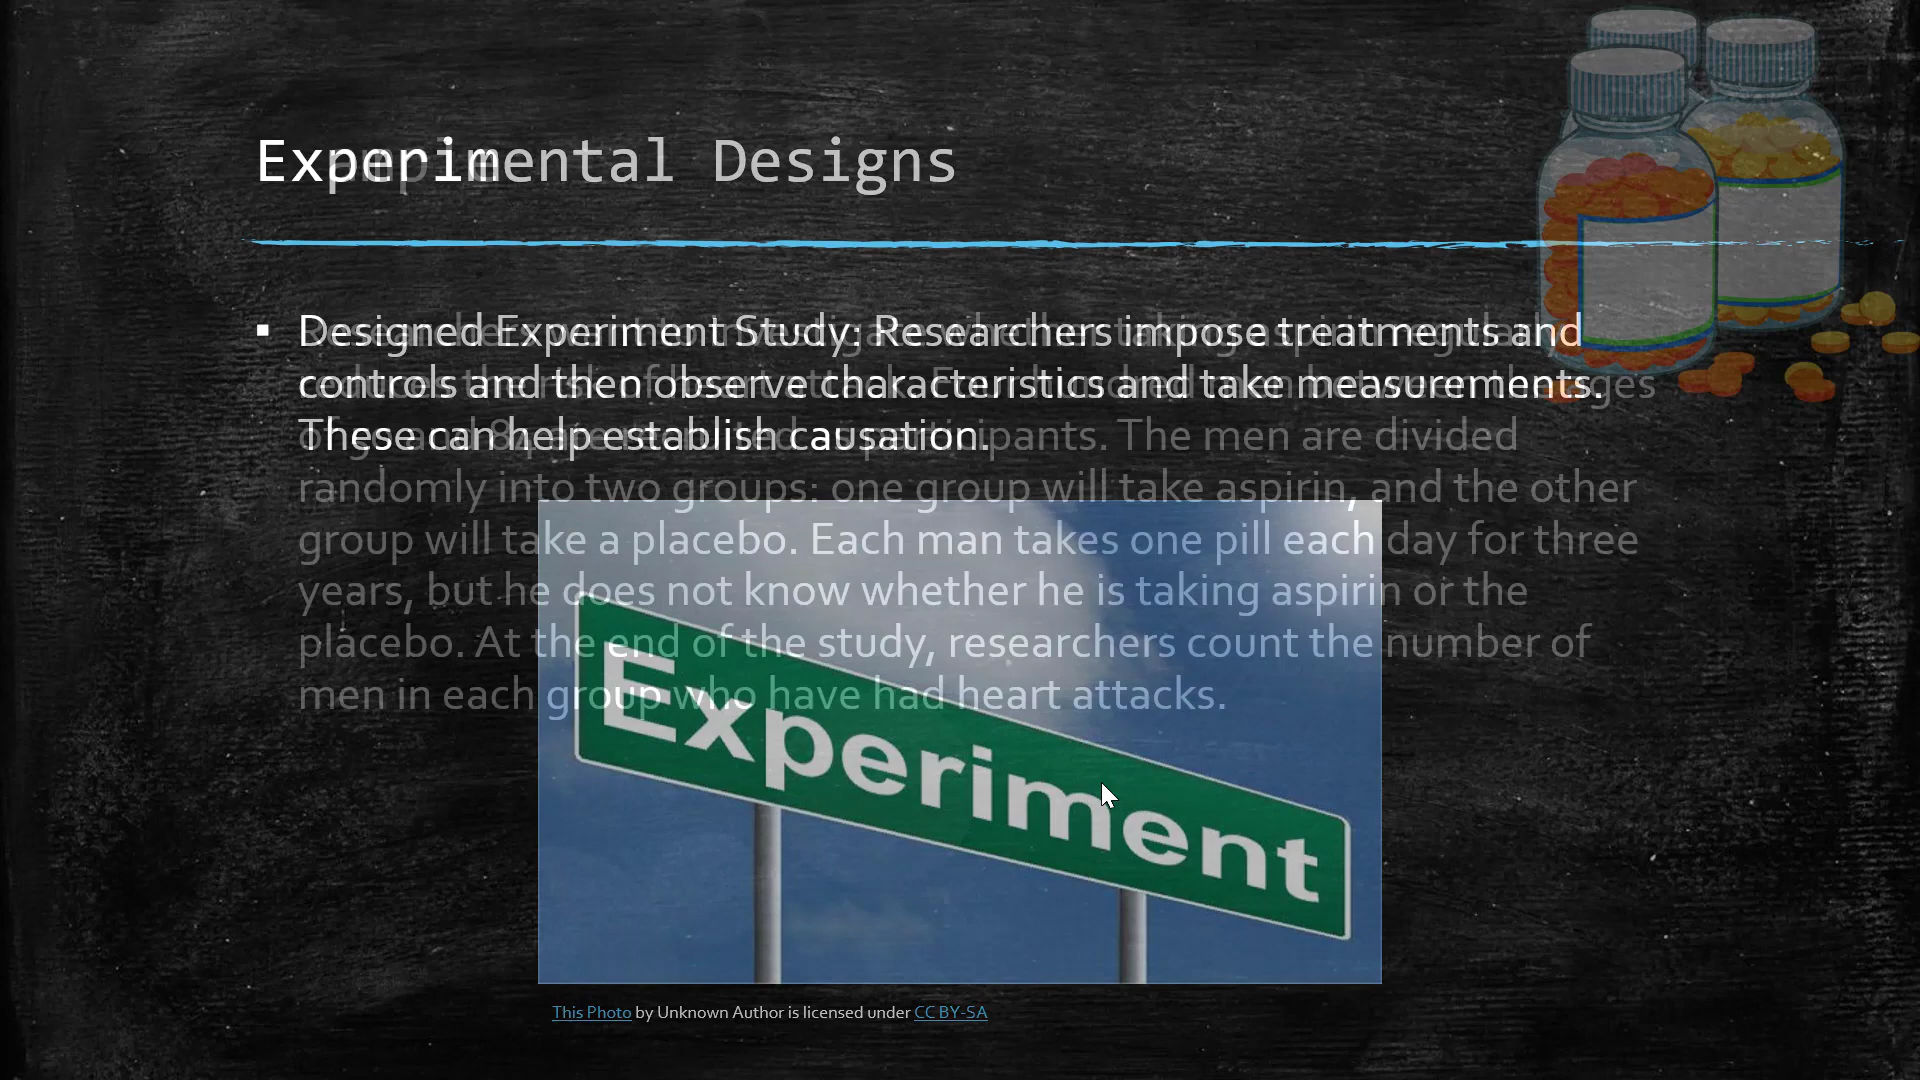 Experimental Designs
▪ Designed Experiment Study: Researchers impose treatments and
controls and then observe characteristics and take measurements.
These can help establish causation.
participants. The men are divided
randomly into two groups: one group will take aspirin, and the other
group will take a placebo. Each man takes one pill each day for three
years, but he does not know whether he is taking aspirin or the
placebo. At the end of the study, researchers count the number of
men in each group who have had heart attacks.
Experiment
This Photo by Unknown Author is licensed under CC BY-SA